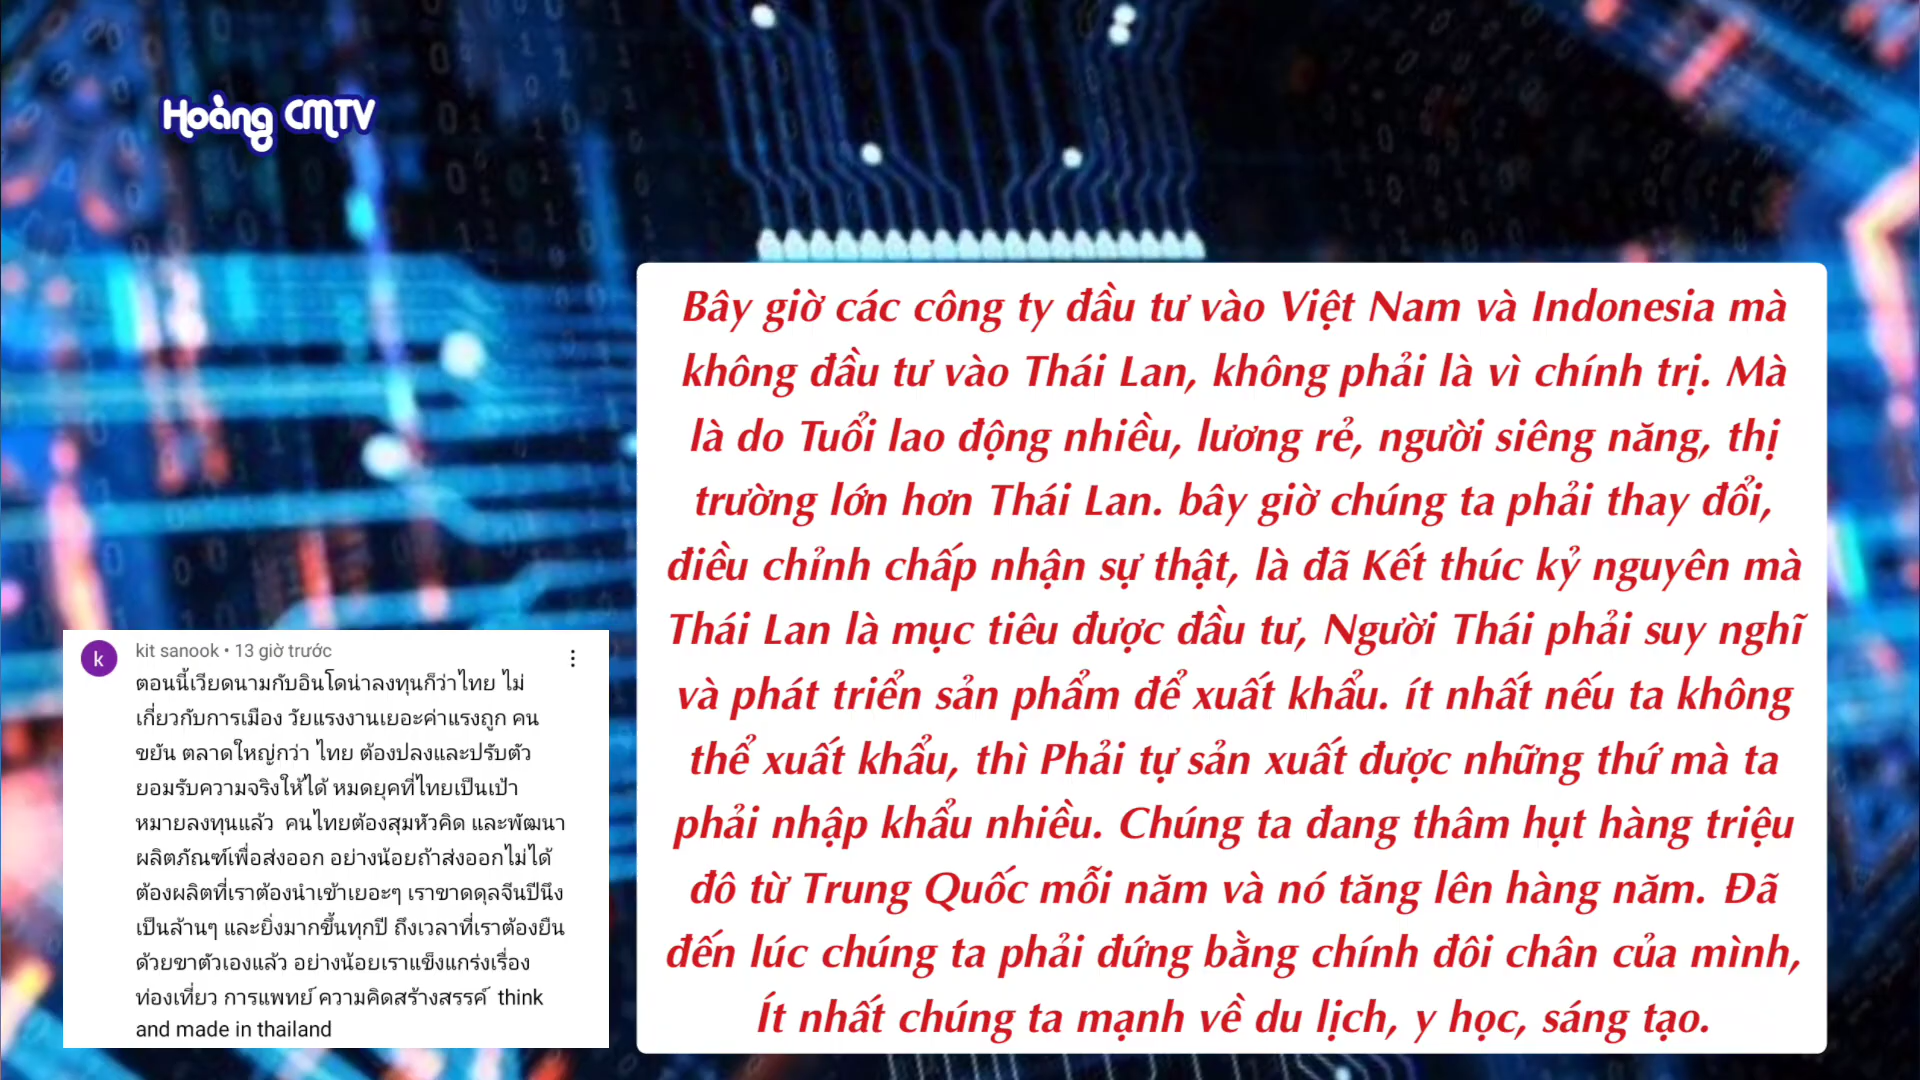 Hoàng CMTV
Bây giờ các công ty đầu tư vào Việt Nam và Indonesia mà
không đầu tư vào Thái Lan, không phải là vì chính trị. Mà
là do Tuổi lao động nhiều, lương rẻ, người siêng năng, thị
trường lớn hơn Thái Lan. bây giờ chúng ta phải thay đổi,
điều chỉnh chấp nhận sự thật, là đã Kết thúc kỷ nguyên mà
Thái Lan là mục tiêu được đầu tư, Người Thái phải suy nghĩ
và phát triển sản phẩm để xuất khẩu. ít nhất nếu ta không
thể xuất khẩu, thì Phải tự sản xuất được những thứ mà ta
phải nhập khẩu nhiều. Chúng ta đang thâm hụt hàng triệu
đô từ Trung Quốc mỗi năm và nó tăng lên hàng năm. Đã
đến lúc chúng ta phải đứng bằng chính đôi chân của mình,
Ít nhất chúng ta mạnh về du lịch, y học, sáng tạo.
k
kit sanook • 13 giờ trước
ตอนนี้เวียดนามกับอินโดน่าลงทุนก็ว่าไทย ไม่
เกี่ยวกับการเมือง วัยแรงงานเยอะค่าแรงถูก คน
ขยัน ตลาดใหญ่กว่า ไทย ต้องปลงและปรับตัว
ยอมรับความจริงให้ได้ หมดยุคที่ไทยเป็นเป้า
หมายลงทุนแล้ว คนไทยต้องสุมหัวคิด และพัฒนา
ผลิตภัณฑ์เพื่อส่งออก อย่างน้อยถ้าส่งออกไม่ได้
ต้องผลิตที่เราต้องนำเข้าเยอะๆ เราขาดดุลจีนปีนึง
เป็นล้านๆ และยิ่งมากขึ้นทุกปี ถึงเวลาที่เราต้องยืน
ด้วยขาตัวเองแล้ว อย่างน้อยเราแข็งแกร่งเรื่อง
ท่องเที่ยว การแพทย์ ความคิดสร้างสรรค์ think
and made in thailand